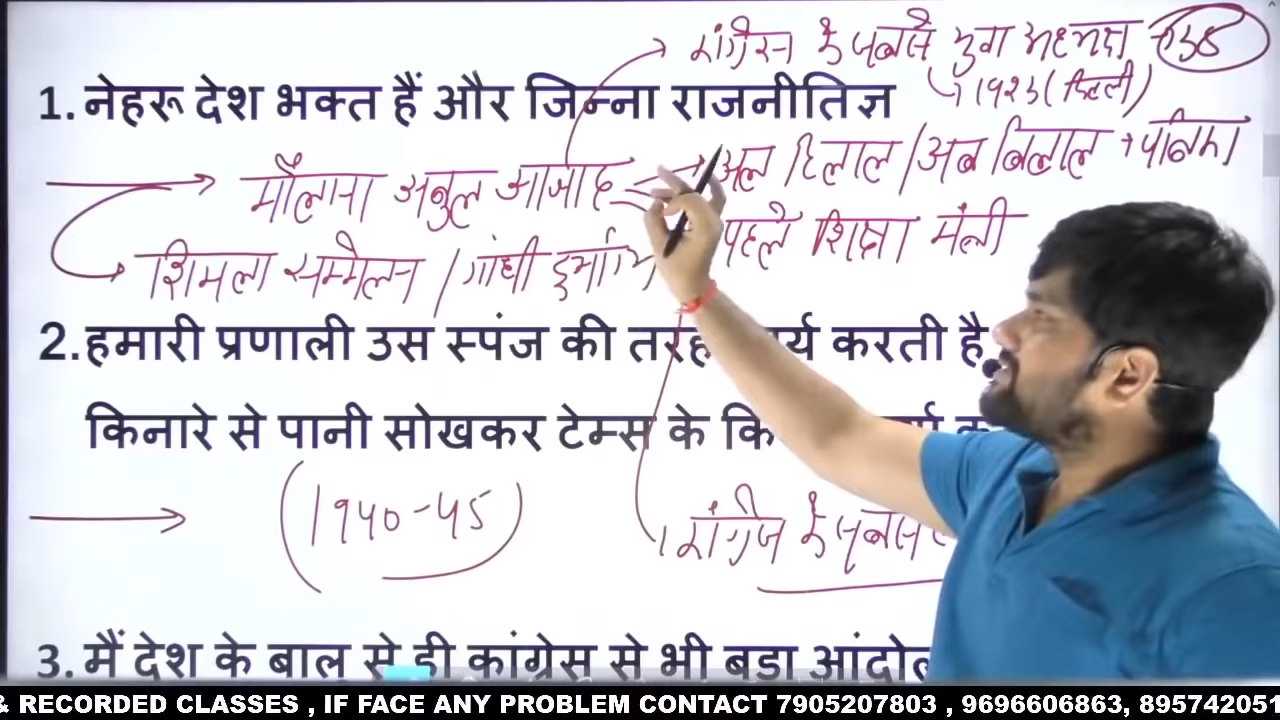 कांग्रेस के सबसे युवा अध्यक्ष → 35
1. नेहरू देश भक्त हैं और जिन्ना राजनीतिज्ञ
→ 1923 (दिल्ली)
→ मौलाना अबुल आजाद → अल हिलाल / अल बिलाल → पत्रिका
शिमला सम्मेलन / गांधी पहले शिक्षा मंत्री
2. हमारी प्रणाली उस स्पंज की तरह करती है
किनारे से पानी सोखकर टेम्स के
→ (1940-45) कांग्रेस के सबसे
3. मैं देश के बालू से ही कांग्रेस से भी बड़ा
& RECORDED CLASSES , IF FACE ANY PROBLEM CONTACT 7905207803 , 9696606863, 895742051